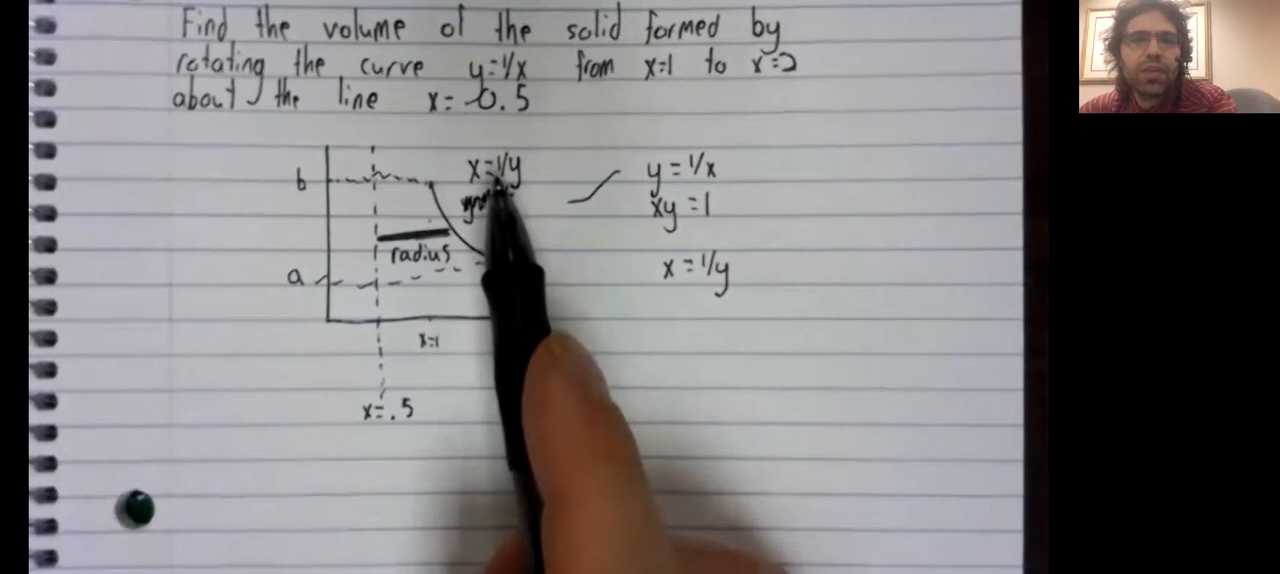 Find the volume of the solid formed by
rotating the curve y=1/x from x=1 to x=2
about the line x=0.5
b x=1/y y=1/x
xy=1
radius
a x=1/y
x=1
x=.5